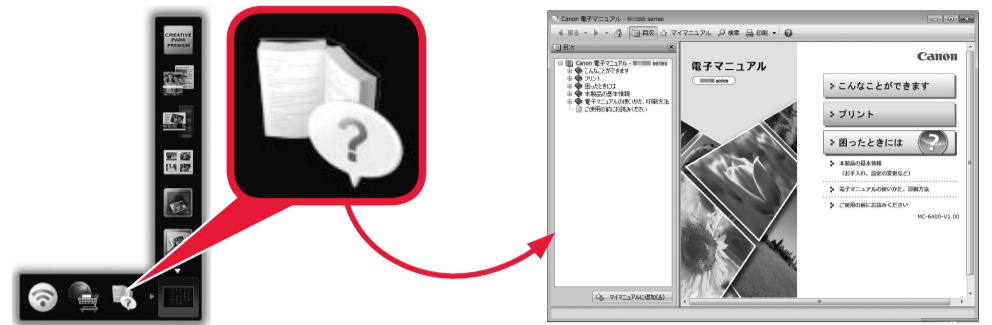 CREATIVE
PARK
PREMIUM
Canon 電子マニュアル - series
戻る
目次
マイマニュアル
検索
印刷
目次
Canon 電子マニュアル - series
こんなことができます
プリント
困ったときには
本製品の基本情報
電子マニュアルの使いかた、印刷方法
ご使用の前にお読みください
マイマニュアルに追加(A)
電子マニュアル
series
Canon
こんなことができます
プリント
困ったときには
本製品の基本情報
(お手入れ、設定の変更など)
電子マニュアルの使いかた、印刷方法
ご使用の前にお読みください
MC-6400-V1.00